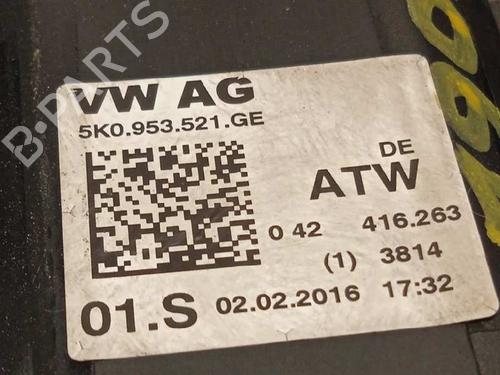 B-PARTS
VW AG
5K0.953.521.GE
DE
ATW
0 42 416.263
(1) 3814
01.S 02.02.2016 17:32